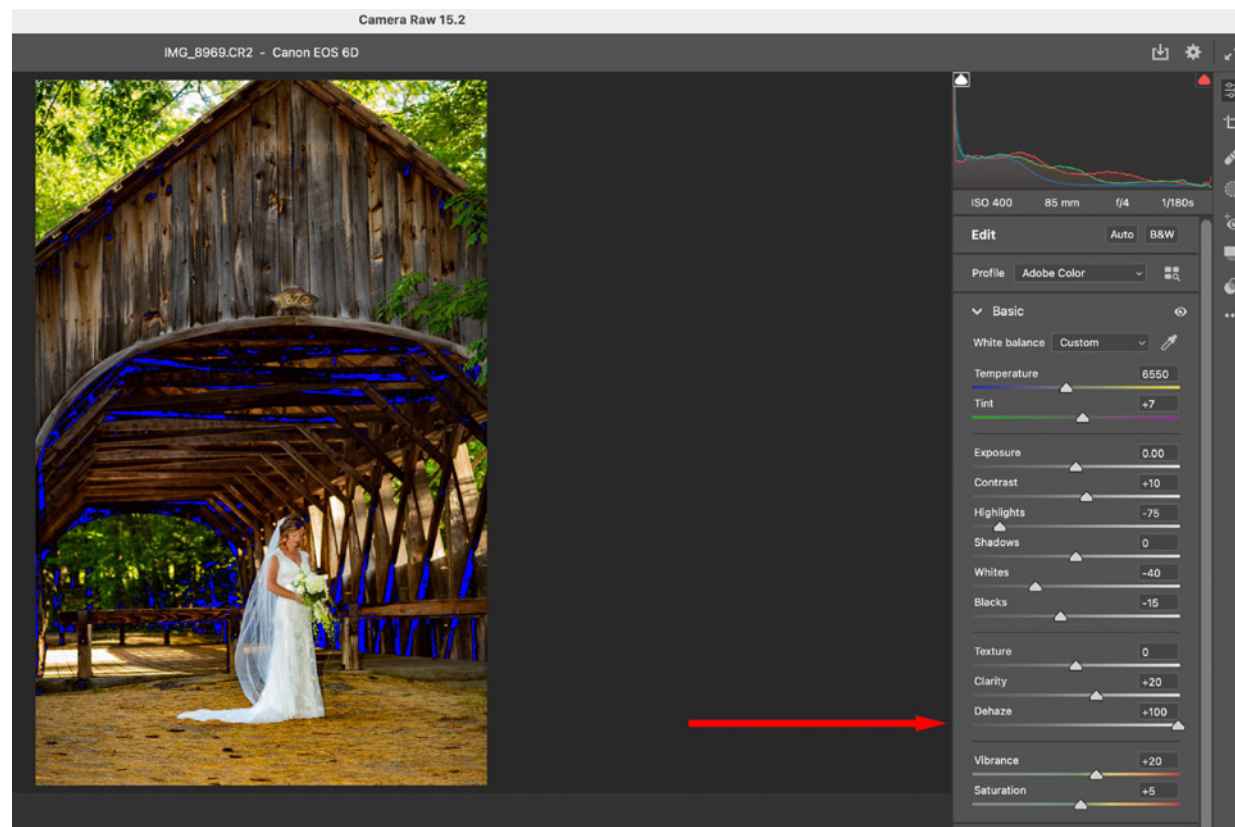 Camera Raw 15.2
IMG_8969.CR2 - Canon EOS 6D
1872
ISO 400 85 mm f/4 1/180s
Edit Auto B&W
Profile Adobe Color
Basic
White balance Custom
Temperature 6550
Tint +7
Exposure 0.00
Contrast +10
Highlights -75
Shadows 0
Whites -40
Blacks -15
Texture 0
Clarity +20
Dehaze +100
Vibrance +20
Saturation +5